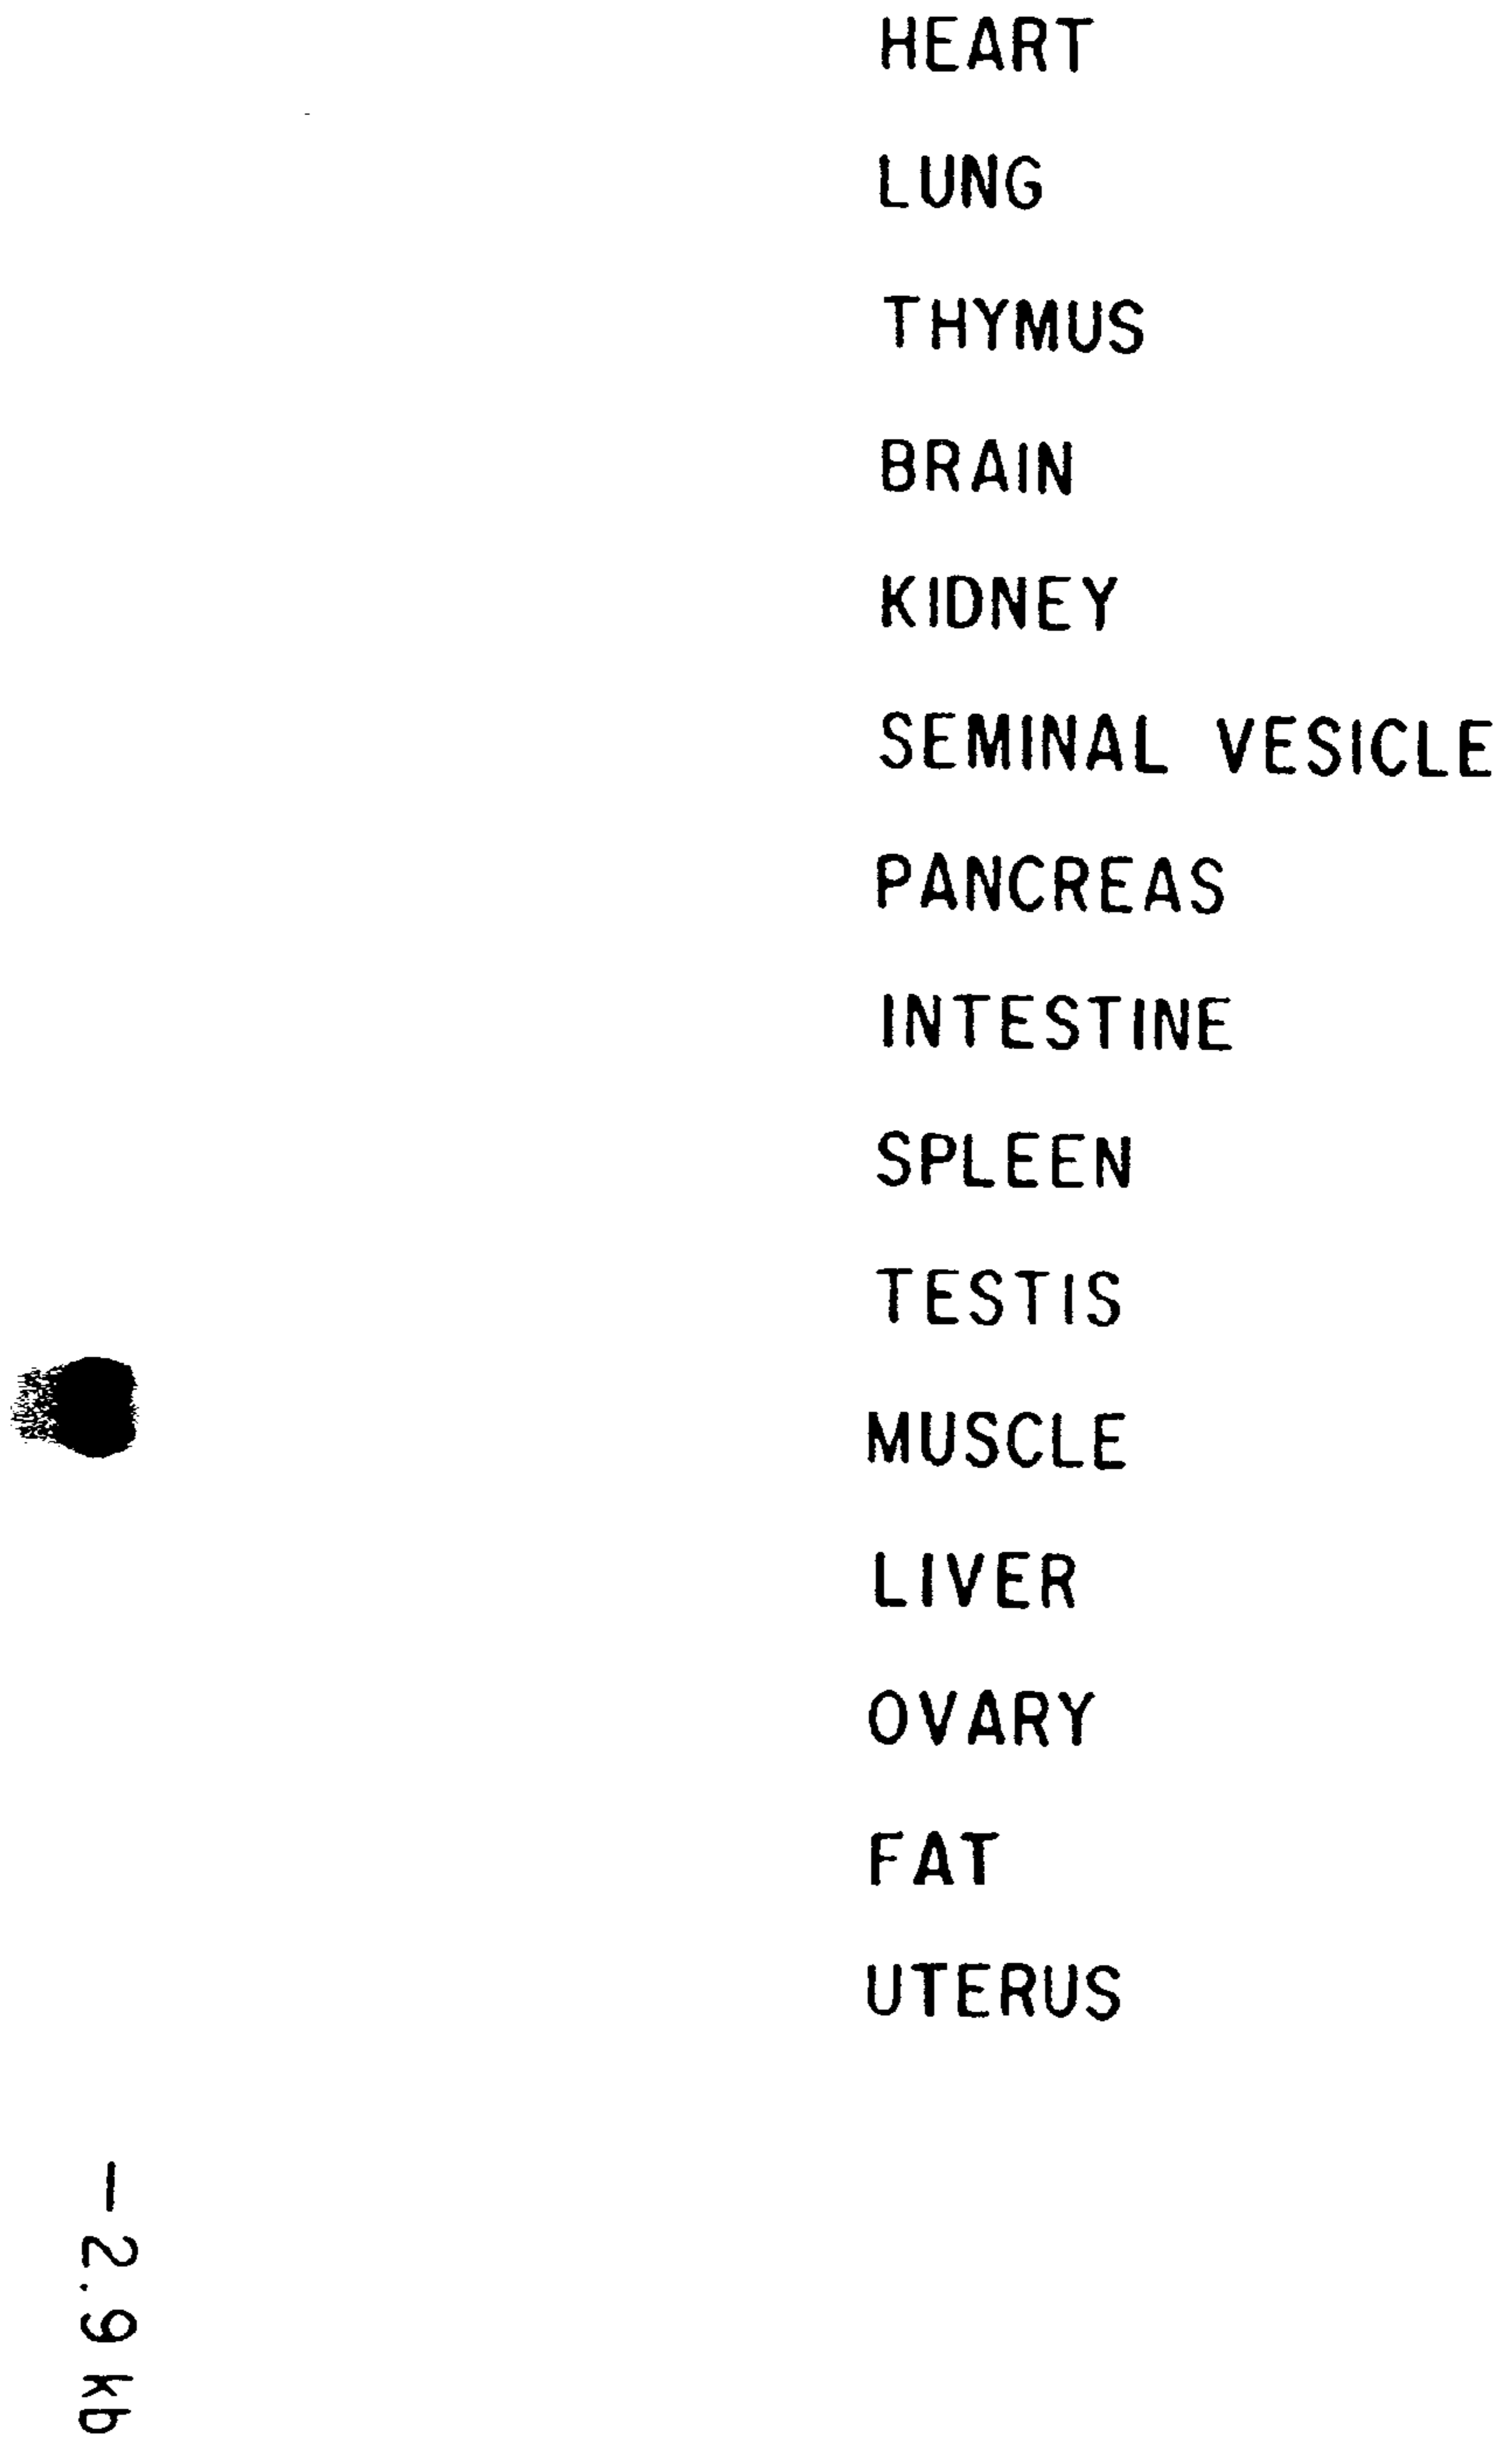 HEART
LUNG
THYMUS
BRAIN
KIDNEY
SEMINAL VESICLE
PANCREAS
INTESTINE
SPLEEN
TESTIS
MUSCLE
LIVER
OVARY
FAT
UTERUS
– 2.9 kb